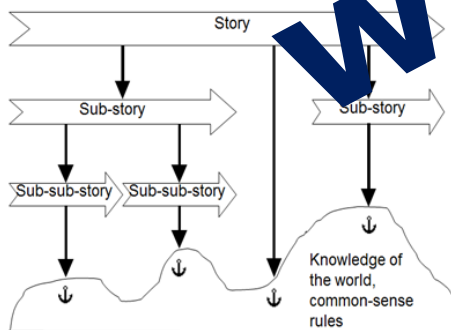 Story
W
Sub-story
Sub-story
Sub-sub-story
Sub-sub-story
Knowledge of
the world,
common-sense
rules